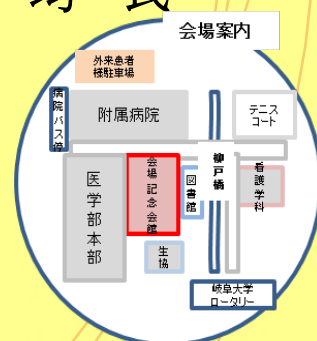 会場案内
外来患者
様駐車場
病院バス停
附属病院
テニス
コート
柳戸橋
医学部本部
会場 記念会館
図書館
看護学科
生協
岐阜大学
ロータリー